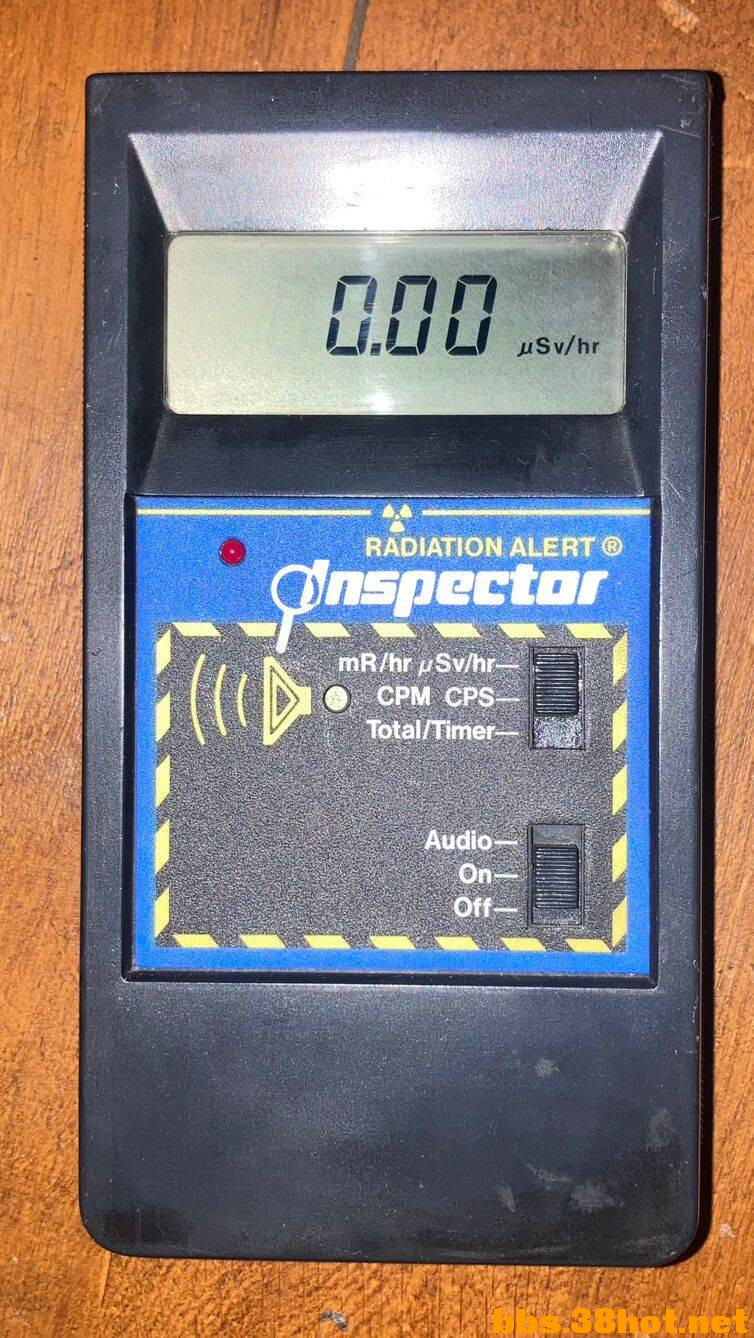 0.00 µSv/hr
RADIATION ALERT ®
Inspector
mR/hr µSv/hr
CPM CPS
Total/Timer
Audio
On
Off
bbs.38hot.net